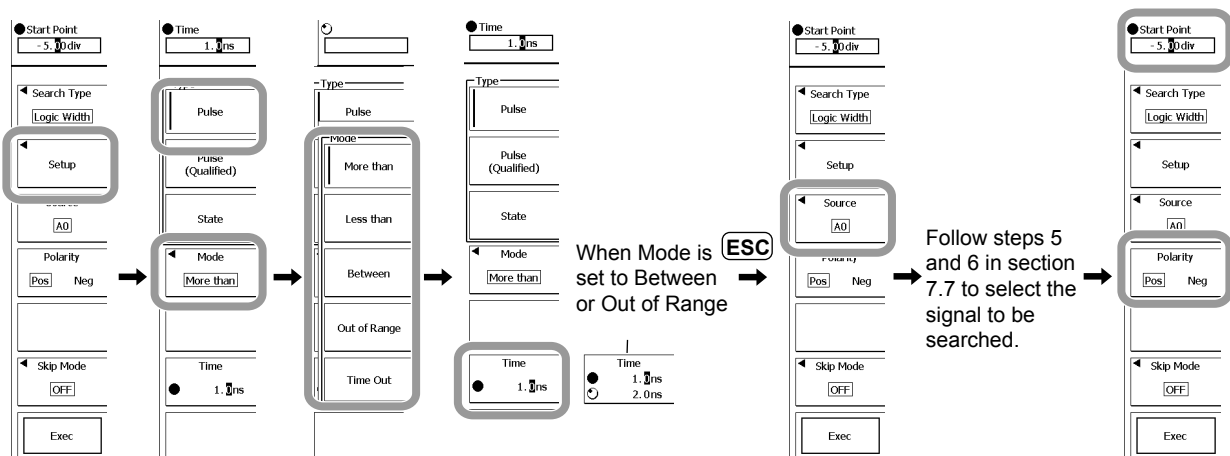 Start Point
- 5.00div
Search Type
Logic Width
Setup
A0
Polarity
Pos Neg
Skip Mode
OFF
Exec
Time
1.0ns
Pulse
Pulse
(Qualified)
State
Mode
More than
Time
1.0ns
Type
Pulse
Mode
More than
Less than
Between
Out of Range
Time Out
Time
1.0ns
Type
Pulse
Pulse
(Qualified)
State
Mode
More than
Time
1.0ns
When Mode is
set to Between
or Out of Range
Time
1.0ns
2.0ns
ESC
Start Point
- 5.00div
Search Type
Logic Width
Setup
Source
A0
Polarity
Pos Neg
Skip Mode
OFF
Exec
Follow steps 5
and 6 in section
7.7 to select the
signal to be
searched.
Start Point
- 5.00div
Search Type
Logic Width
Setup
Source
A0
Polarity
Pos Neg
Skip Mode
OFF
Exec